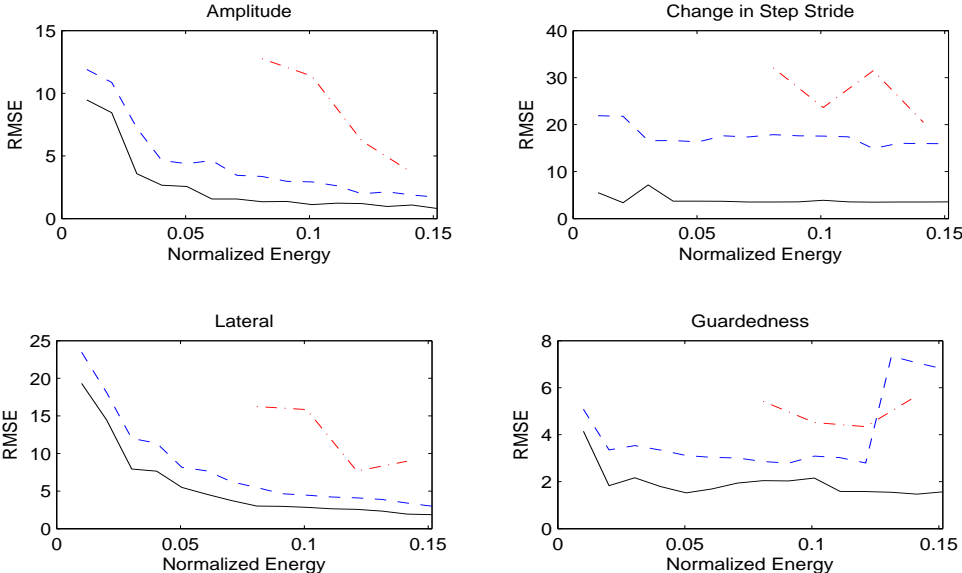 Amplitude
15
10
5
0
RMSE
0 0.05 0.1 0.15
Normalized Energy
Change in Step Stride
40
30
20
10
0
RMSE
0 0.05 0.1 0.15
Normalized Energy
Lateral
25
20
15
10
5
0
RMSE
0 0.05 0.1 0.15
Normalized Energy
Guardedness
8
6
4
2
0
RMSE
0 0.05 0.1 0.15
Normalized Energy